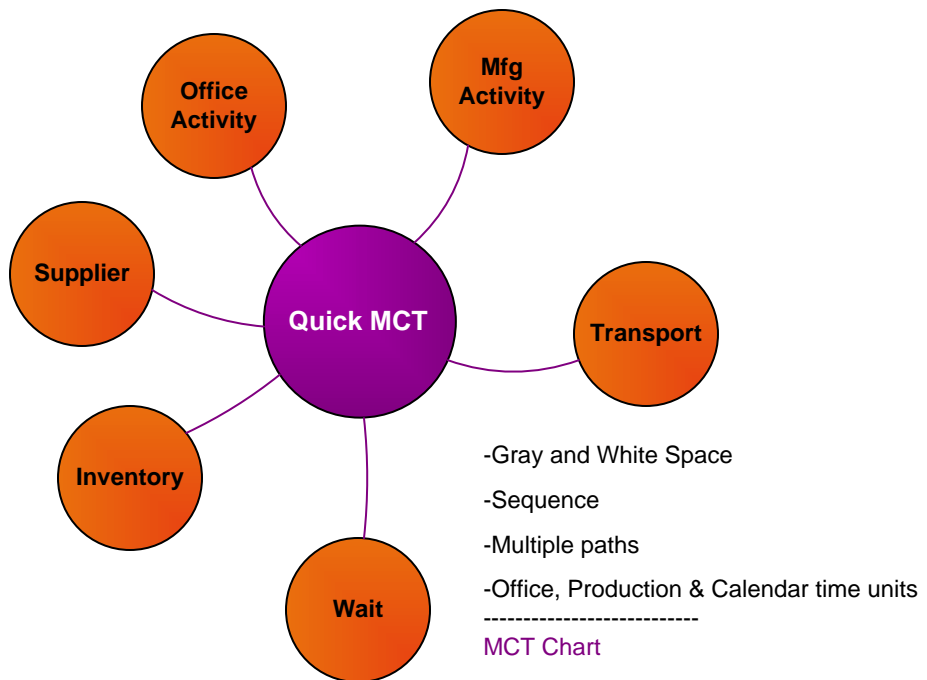 Mfg
Activity
Office
Activity
Supplier
Quick MCT
Transport
Inventory
Wait
-Gray and White Space
-Sequence
-Multiple paths
-Office, Production & Calendar time units
---------------------------
MCT Chart